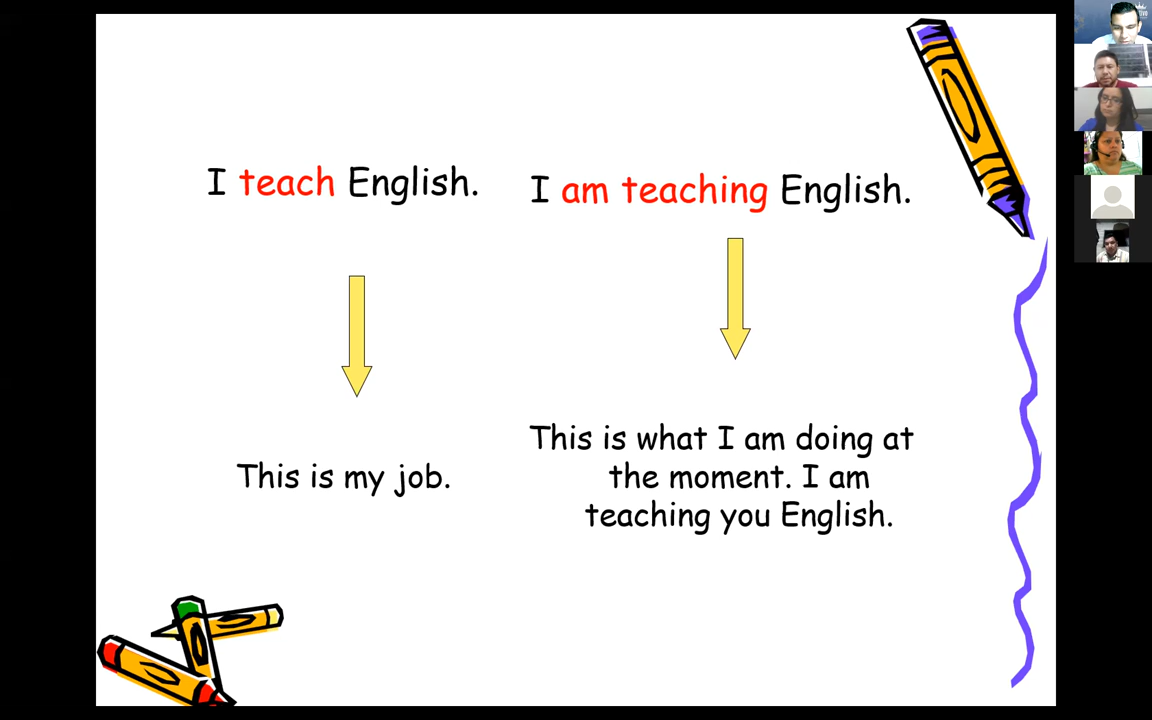 I teach English.
I am teaching English.
This is my job.
This is what I am doing at
the moment. I am
teaching you English.